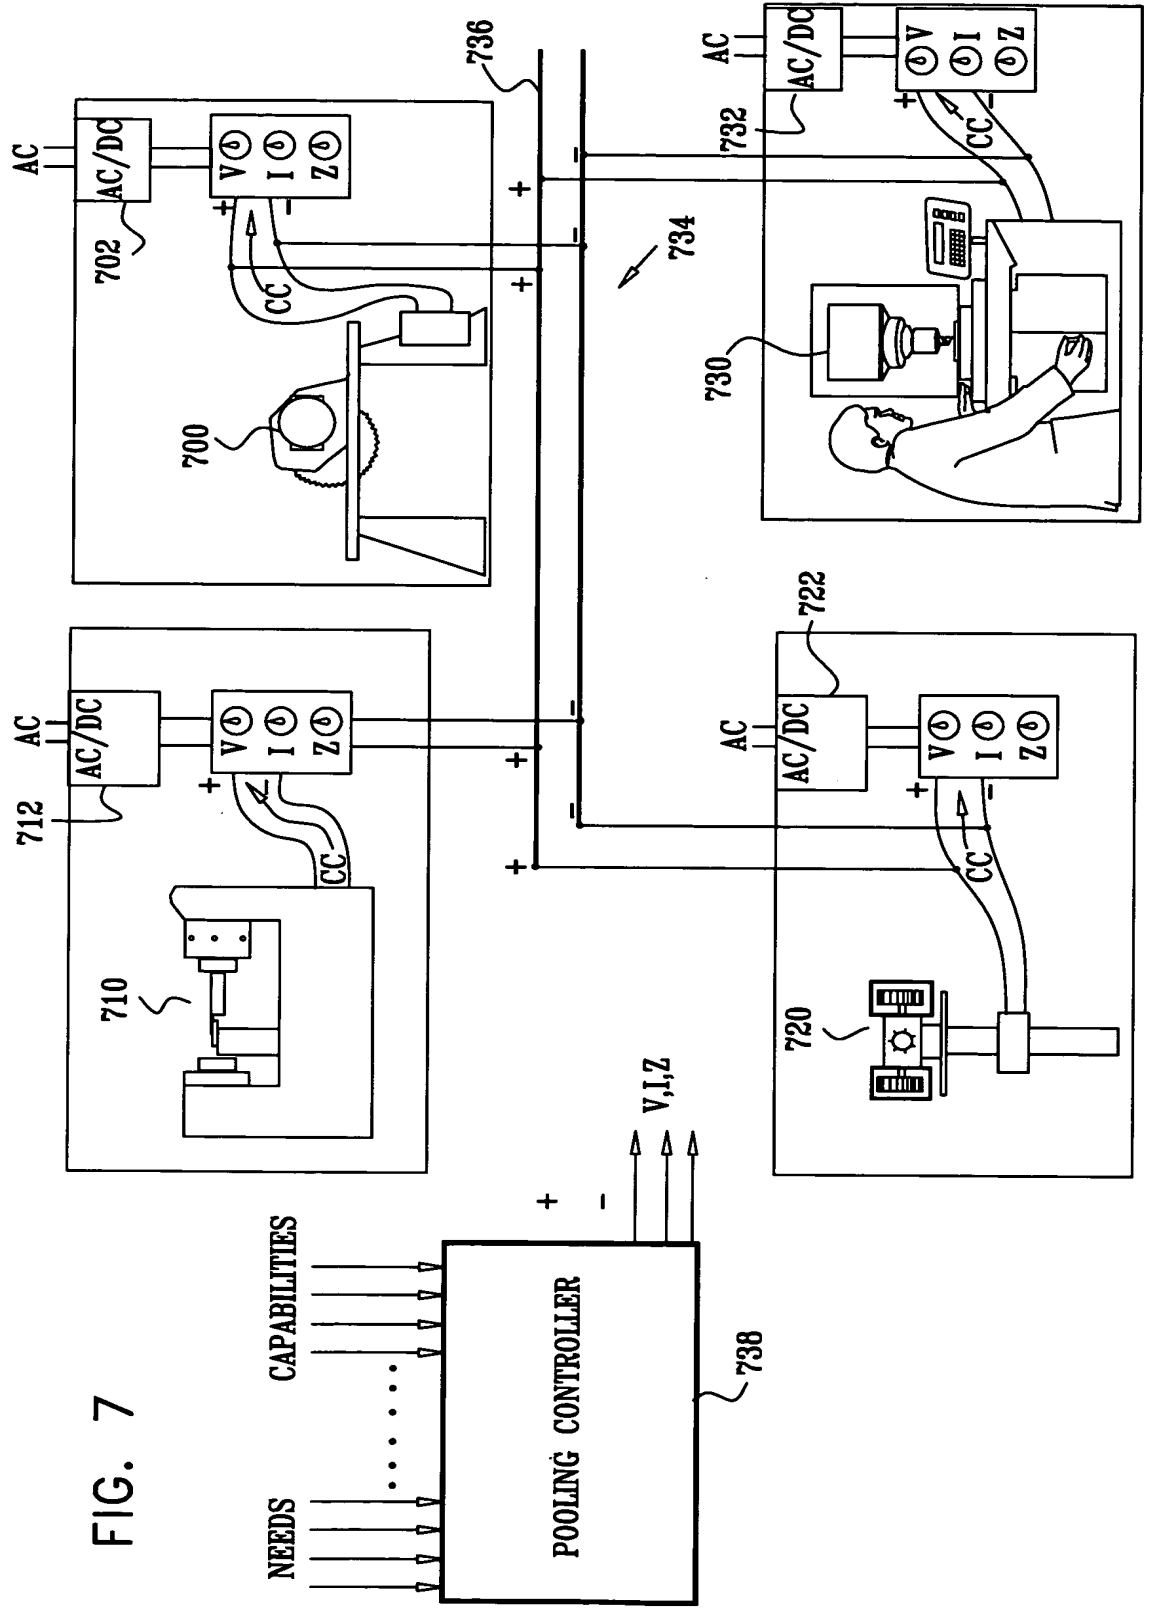 FIG. 7
NEEDS
CAPABILITIES
POOLING CONTROLLER
738
+
-
V,I,Z
710
712
AC
AC/DC
V
I
Z
+
CC
+
-
700
702
AC
AC/DC
V
I
Z
+
-
CC
+
-
736
734
+
-
720
722
AC
AC/DC
V
I
Z
+
-
CC
+
-
730
732
AC
AC/DC
V
I
Z
+
-
CC